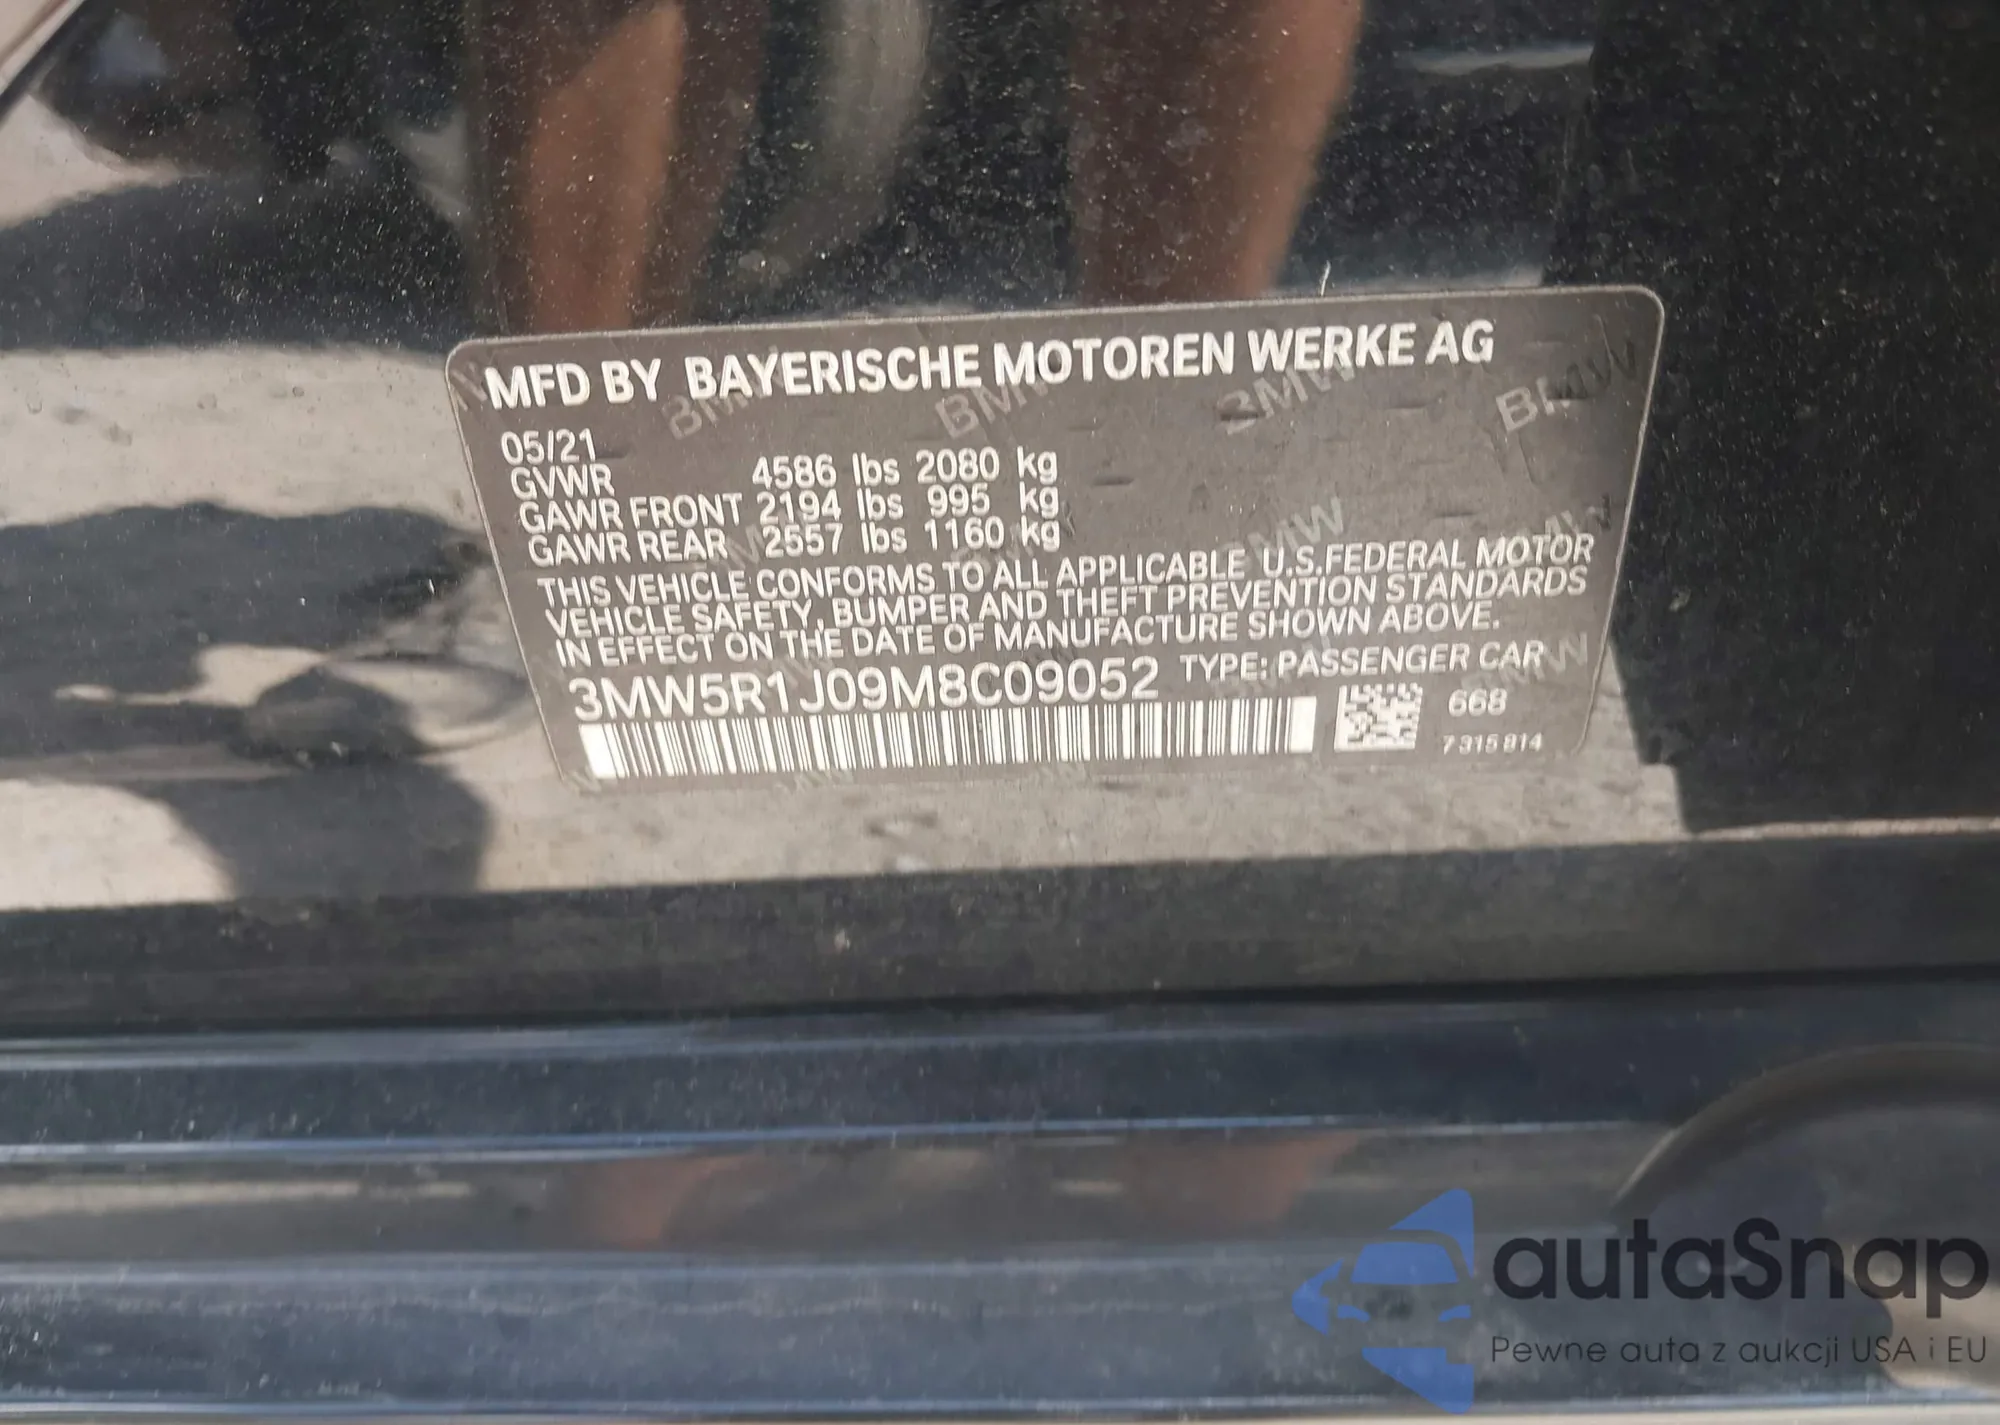 MFD BY BAYERISCHE MOTOREN WERKE AG
05/21
GVWR 4586 lbs 2080 kg
GAWR FRONT 2194 lbs 995 kg
GAWR REAR 2557 lbs 1160 kg
THIS VEHICLE CONFORMS TO ALL APPLICABLE U.S.FEDERAL MOTOR
VEHICLE SAFETY, BUMPER AND THEFT PREVENTION STANDARDS
IN EFFECT ON THE DATE OF MANUFACTURE SHOWN ABOVE.
3MW5R1J09M8C09052 TYPE: PASSENGER CAR
668
7315814
autaSnap
Pewne auta z aukcji USA i EU